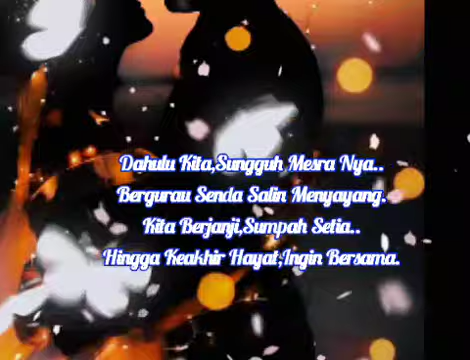 Dahulu Kita,Sungguh Mesra Nya..
Bergurau Senda Salin Menyayang.
Kita Berjanji,Sumpah Setia..
Hingga Keakhir Hayat,Ingin Bersama.